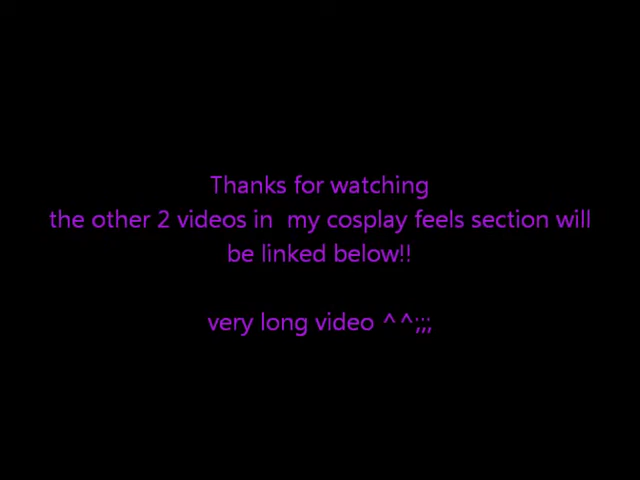 Thanks for watching
the other 2 videos in  my cosplay feels section will
be linked below!!
very long video ^^;;;